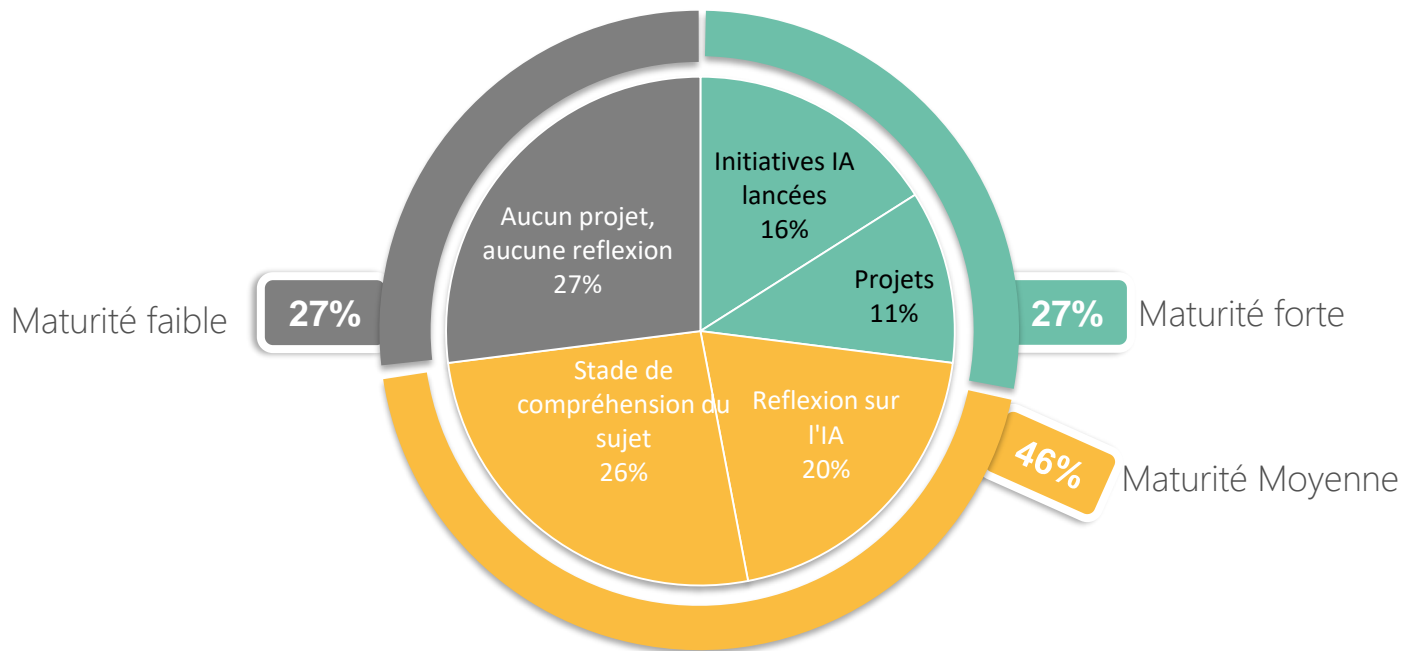 Initiatives IA
lancées
16%
Projets
11%
Reflexion sur
l'IA
20%
Stade de
compréhension du
sujet
26%
Aucun projet,
aucune reflexion
27%
Maturité faible
27%
27%
Maturité forte
46%
Maturité Moyenne